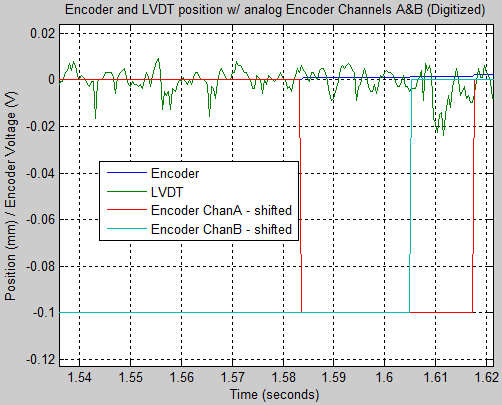 Encoder and LVDT position w/ analog Encoder Channels A&B (Digitized)
0.02
0
-0.02
-0.04
-0.06
-0.08
-0.1
-0.12
Position (mm) / Encoder Voltage (V)
Encoder
LVDT
Encoder ChanA - shifted
Encoder ChanB - shifted
1.54 1.55 1.56 1.57 1.58 1.59 1.6 1.61 1.62
Time (seconds)